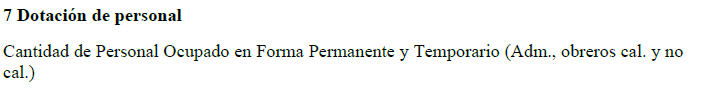 7 Dotación de personal
Cantidad de Personal Ocupado en Forma Permanente y Temporario (Adm., obreros cal. y no
cal.)